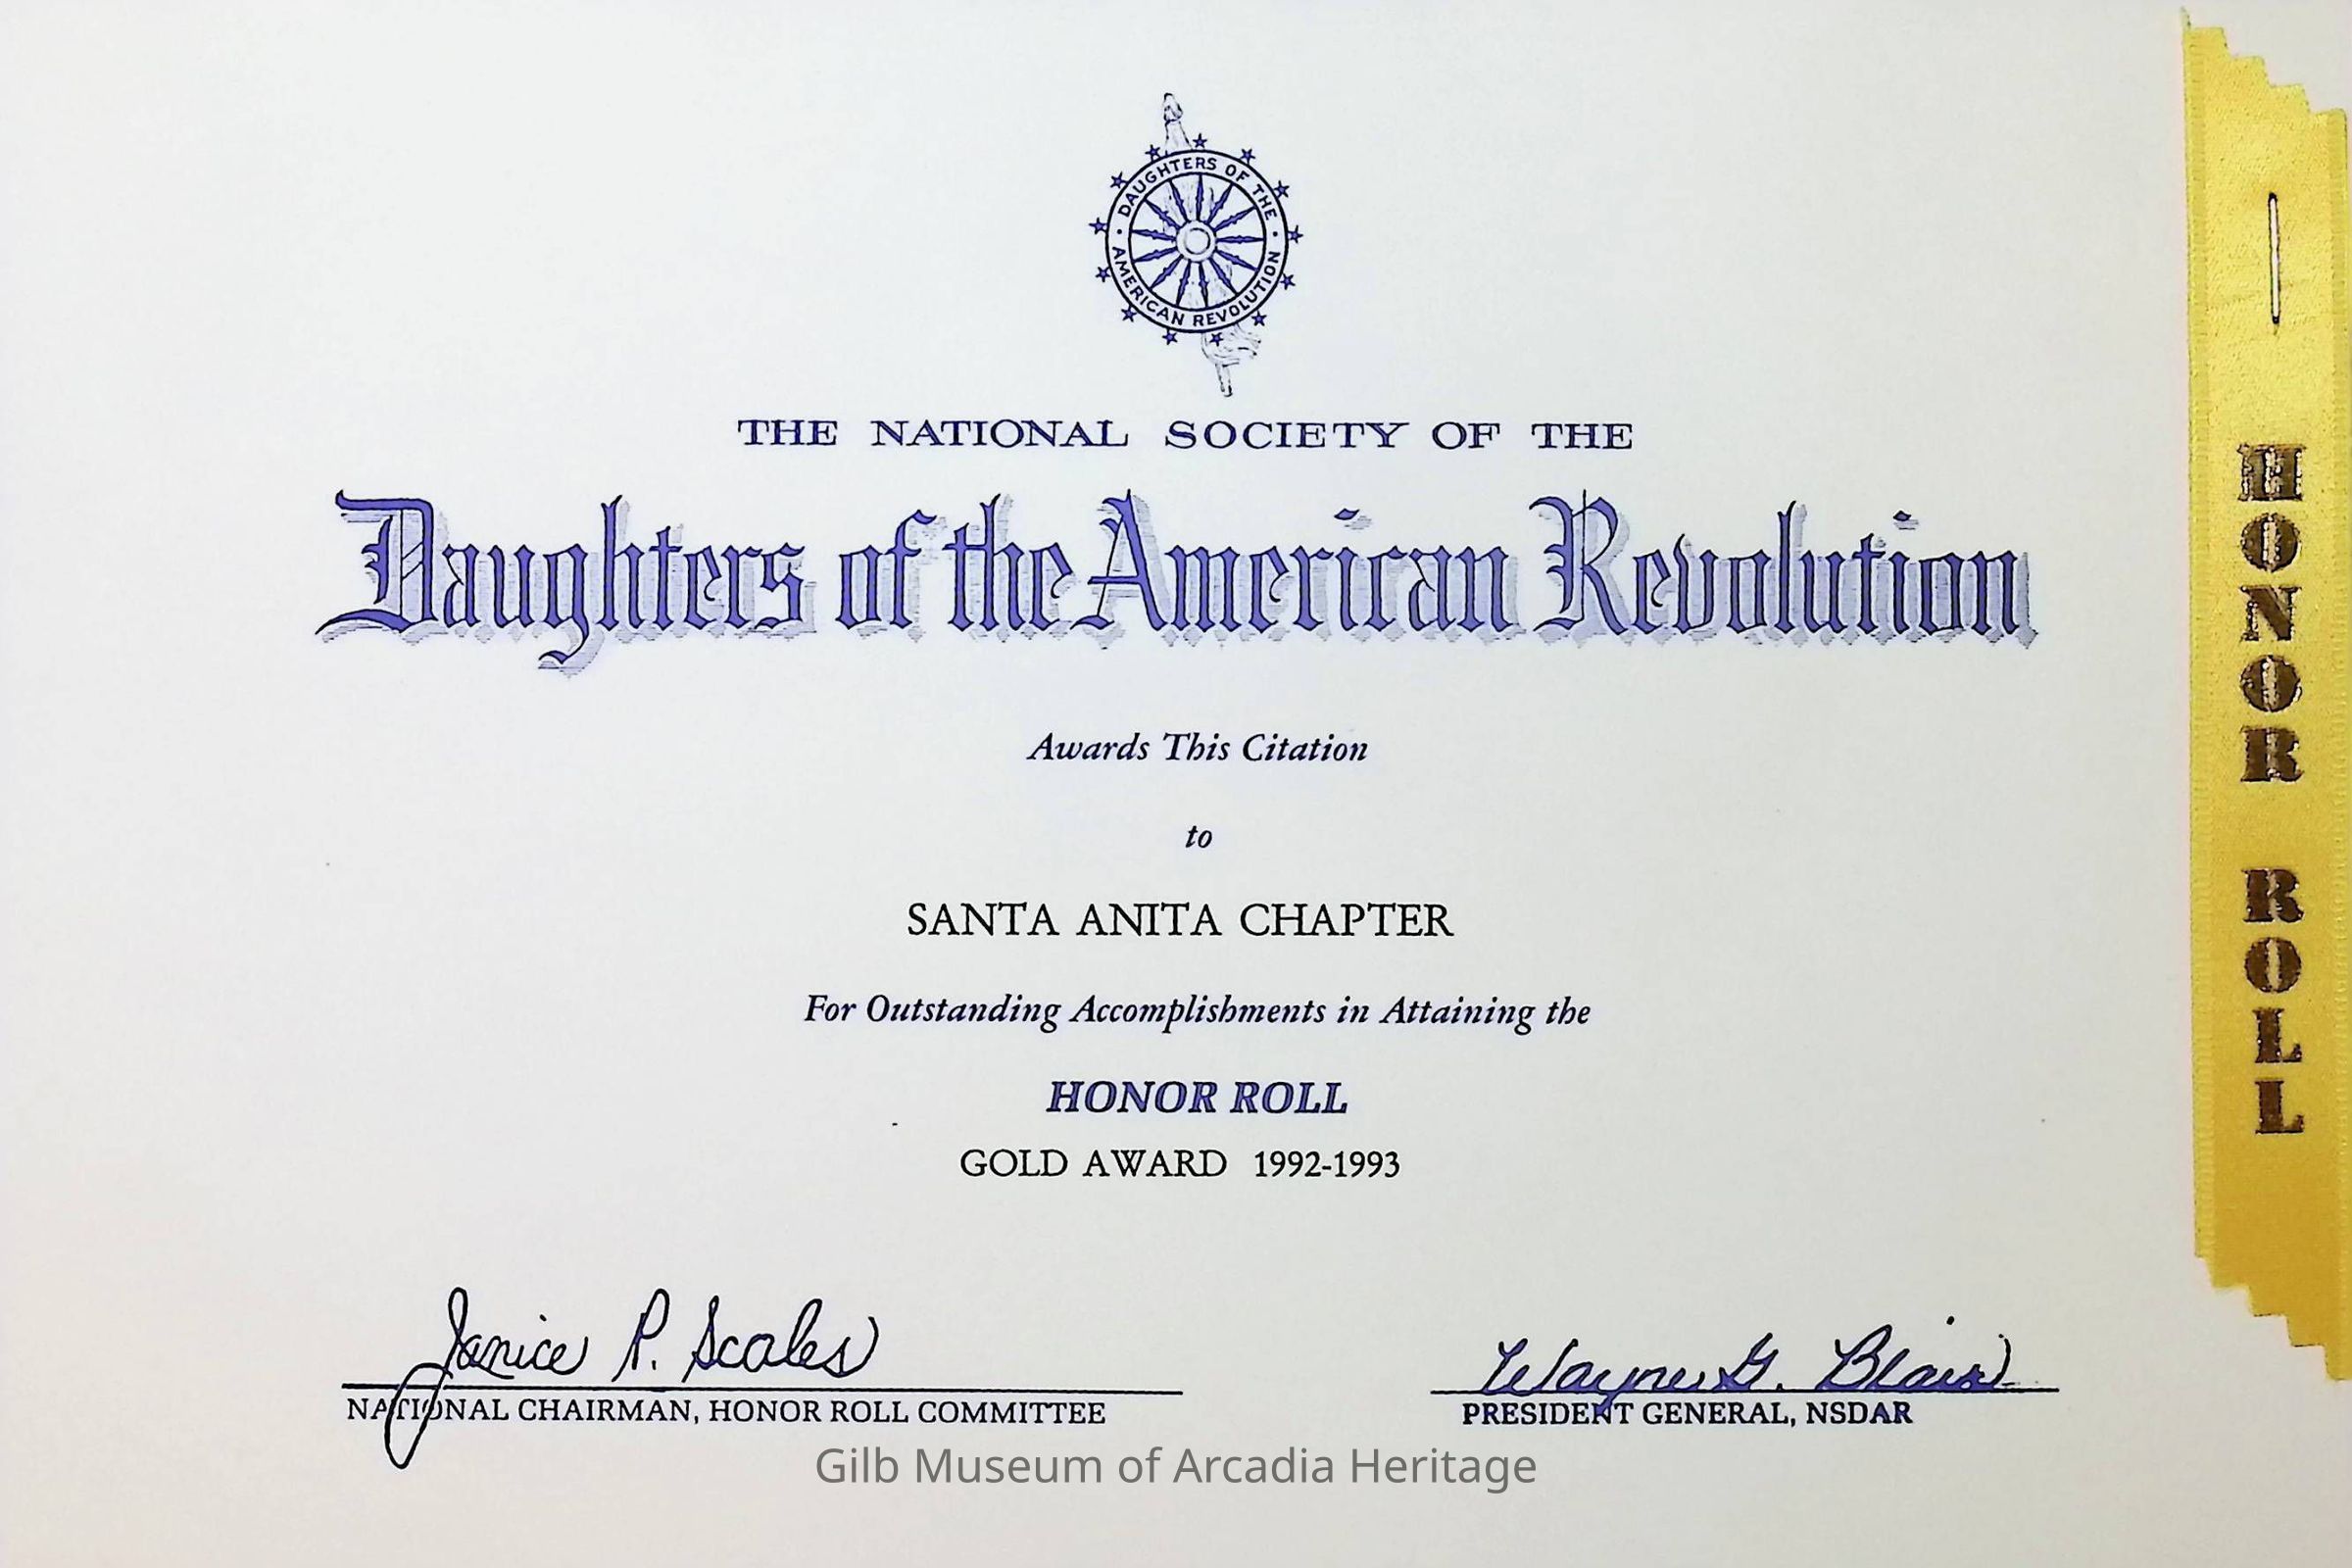 DAUGHTERS OF THE
AMERICAN REVOLUTION
THE NATIONAL SOCIETY OF THE
Daughters of the American Revolution
Awards This Citation
to
SANTA ANITA CHAPTER
For Outstanding Accomplishments in Attaining the
HONOR ROLL
GOLD AWARD 1992-1993
Janice P. Scales
NATIONAL CHAIRMAN, HONOR ROLL COMMITTEE
Wayne G. Blair
PRESIDENT GENERAL, NSDAR
HONOR ROLL
Gilb Museum of Arcadia Heritage